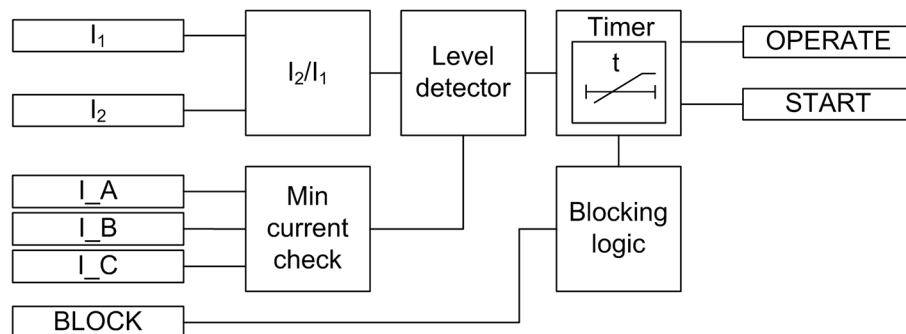 I₁
I₂
I_A
I_B
I_C
BLOCK
I₂/I₁
Min
current
check
Level
detector
Timer
t
Blocking
logic
OPERATE
START